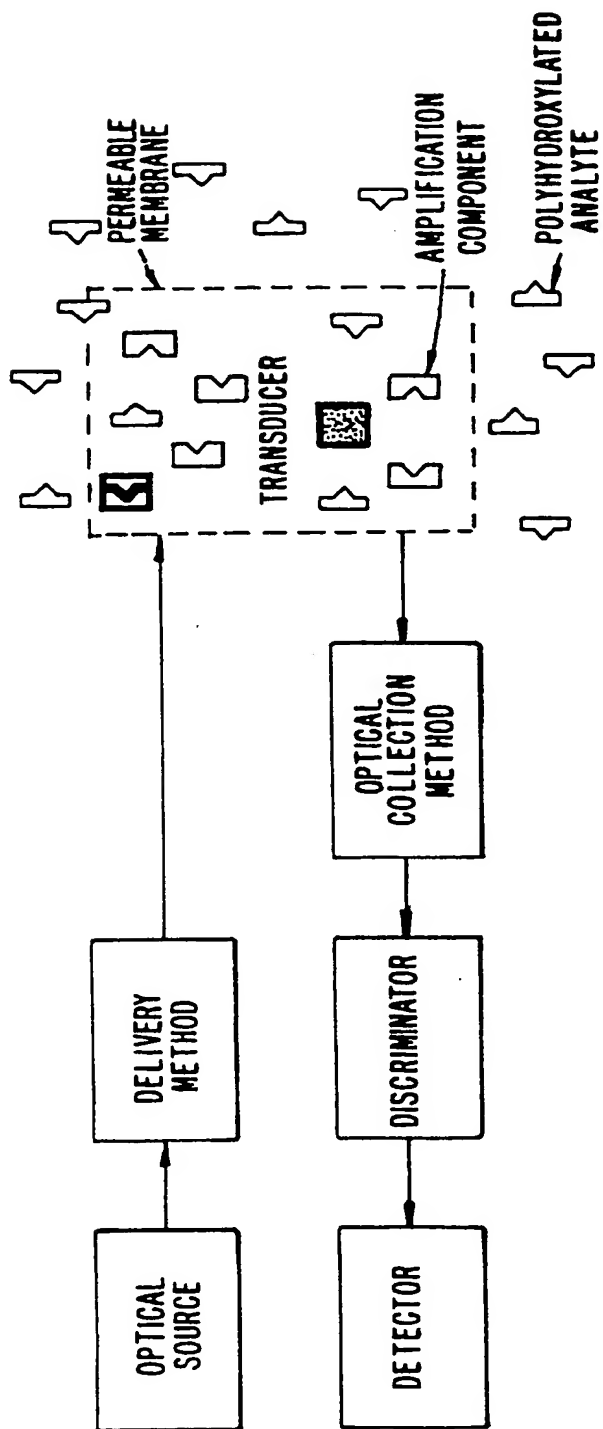 OPTICAL
SOURCE
DELIVERY
METHOD
TRANSDUCER
PERMEABLE
MEMBRANE
AMPLIFICATION
COMPONENT
POLYHYDROXYLATED
ANALYTE
OPTICAL
COLLECTION
METHOD
DISCRIMINATOR
DETECTOR